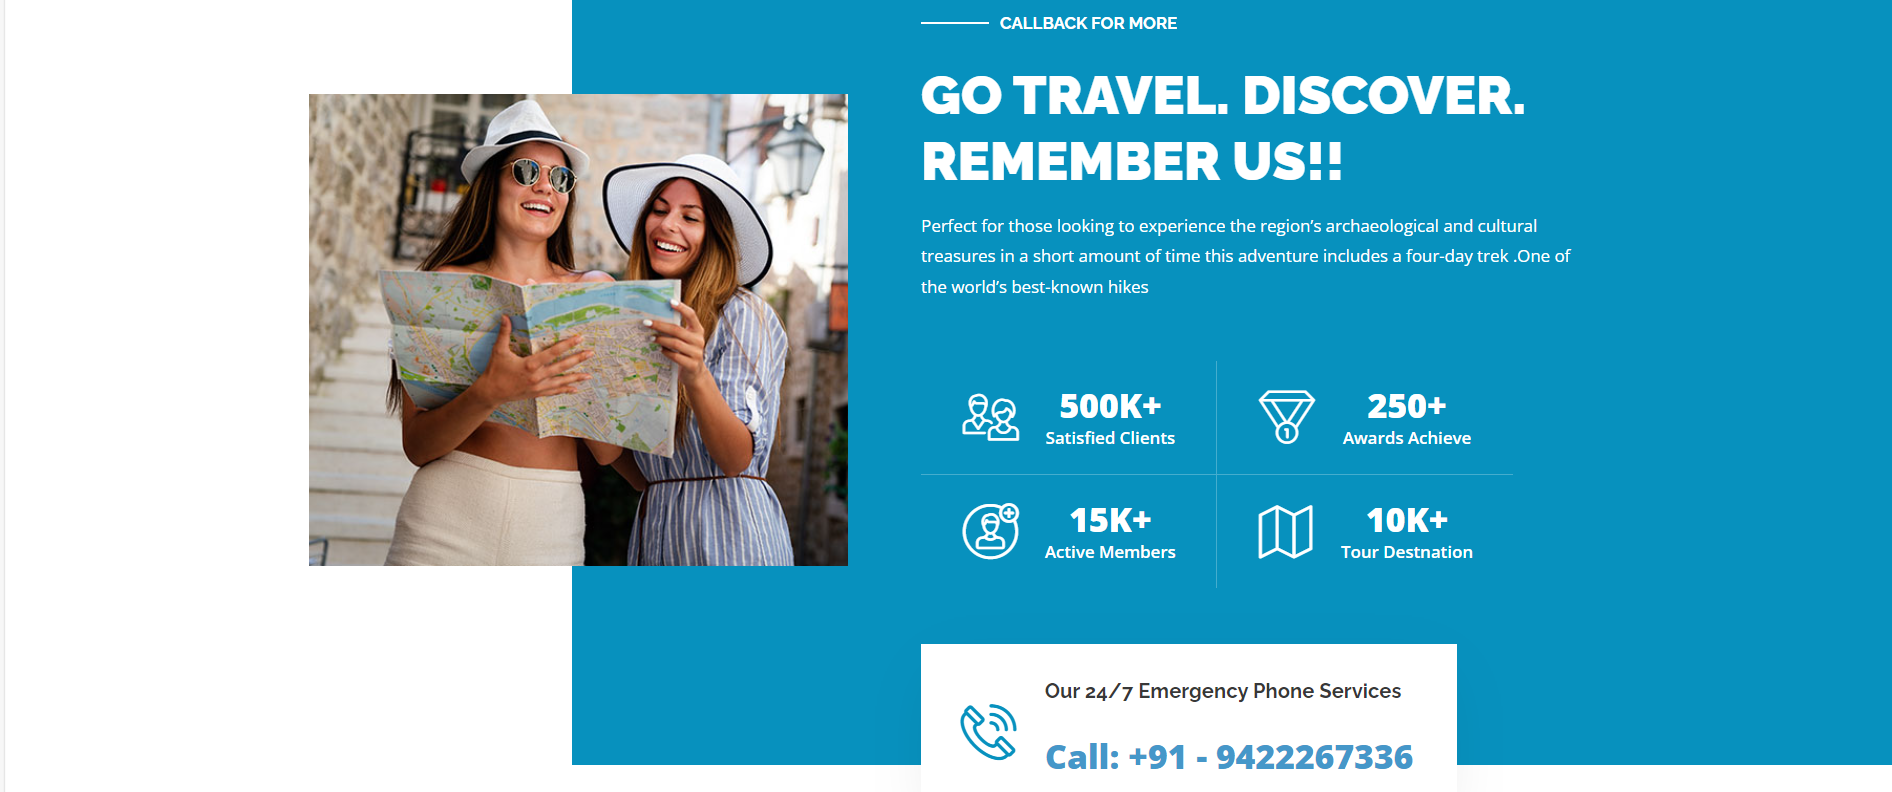 CALLBACK FOR MORE
GO TRAVEL. DISCOVER.
REMEMBER US!!
Perfect for those looking to experience the region’s archaeological and cultural
treasures in a short amount of time this adventure includes a four-day trek .One of
the world’s best-known hikes
500K+
Satisfied Clients
250+
Awards Achieve
1
15K+
Active Members
10K+
Tour Destnation
Our 24/7 Emergency Phone Services
Call: +91 - 9422267336